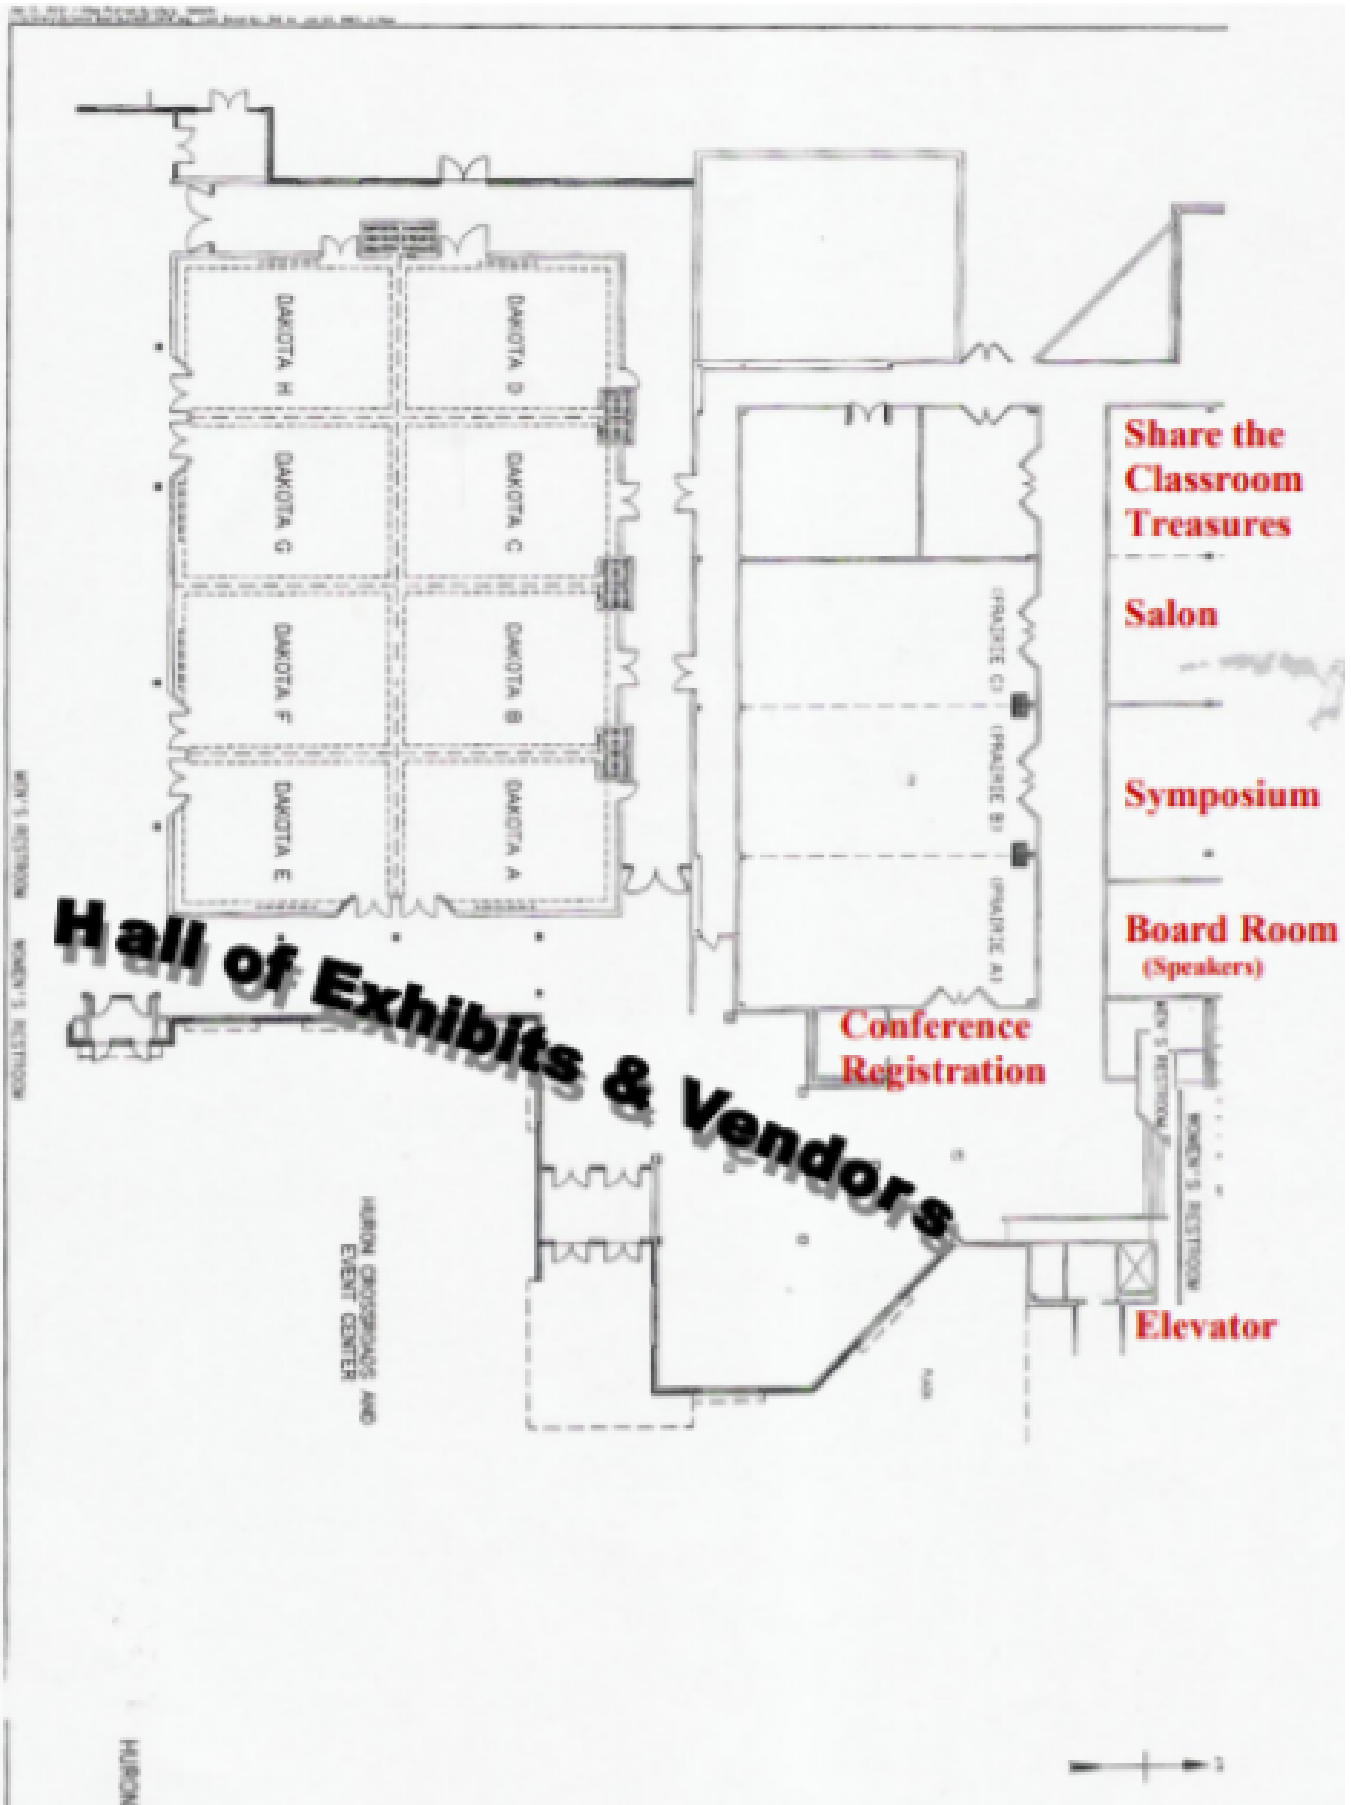 DAKOTA H
DAKOTA D
DAKOTA G
DAKOTA C
DAKOTA F
DAKOTA B
DAKOTA E
DAKOTA A
(PRAIRIE C)
(PRAIRIE B)
(PRAIRIE A)
Share the
Classroom
Treasures
Salon
Symposium
Board Room
(Speakers)
MEN'S RESTROOM
WOMEN'S RESTROOM
Hall of Exhibits & Vendors
Conference
Registration
MEN'S RESTROOM
WOMEN'S RESTROOM
HURON CROSSROADS AND
EVENT CENTER
Elevator
HURON